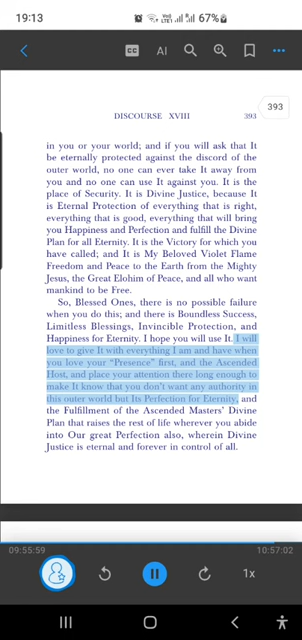 19:13
67%
CC
AI
393
DISCOURSE XVIII 393
in you or your world; and if you will ask that It
be eternally protected against the discord of the
outer world, no one can ever take It away from
you and no one can use It against you. It is the
place of Security. It is Divine Justice, because It
is Eternal Protection of everything that is right,
everything that is good, everything that will bring
you Happiness and Perfection and fulfill the Divine
Plan for all Eternity. It is the Victory for which you
have called; and It is My Beloved Violet Flame
Freedom and Peace to the Earth from the Mighty
Jesus, the Great Elohim of Peace, and all who want
mankind to be Free.
So, Blessed Ones, there is no possible failure
when you do this; and there is Boundless Success,
Limitless Blessings, Invincible Protection, and
Happiness for Eternity. I hope you will use It. I will
love to give It with everything I am and have when
you love your "Presence" first, and the Ascended
Host, and place your attention there long enough to
make It know that you don't want any authority in
this outer world but Its Perfection for Eternity, and
the Fulfillment of the Ascended Masters' Divine
Plan that raises the rest of life wherever you abide
into Our great Perfection also, wherein Divine
Justice is eternal and forever in control of all.
09:55:59 10:57:02
1x